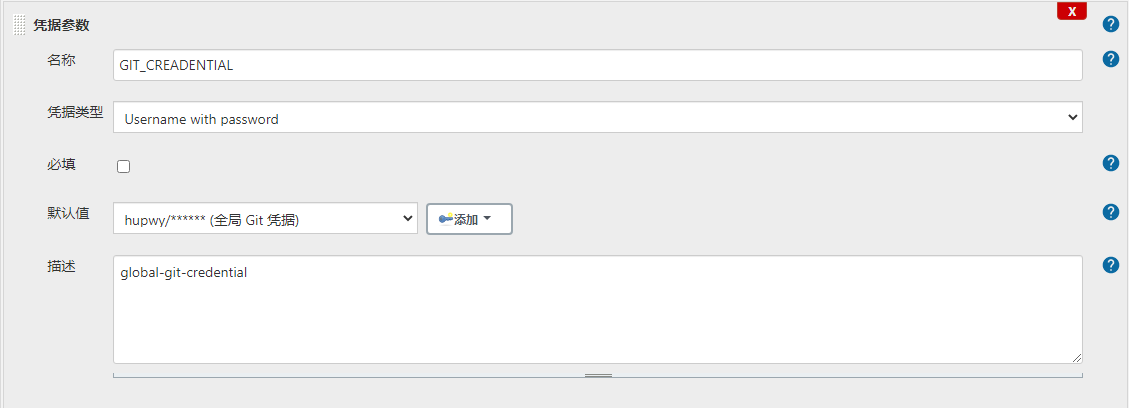 X
凭据参数
名称
GIT_CREADENTIAL
凭据类型
Username with password
必填
默认值
hupwy/****** (全局 Git 凭据)
添加
描述
global-git-credential